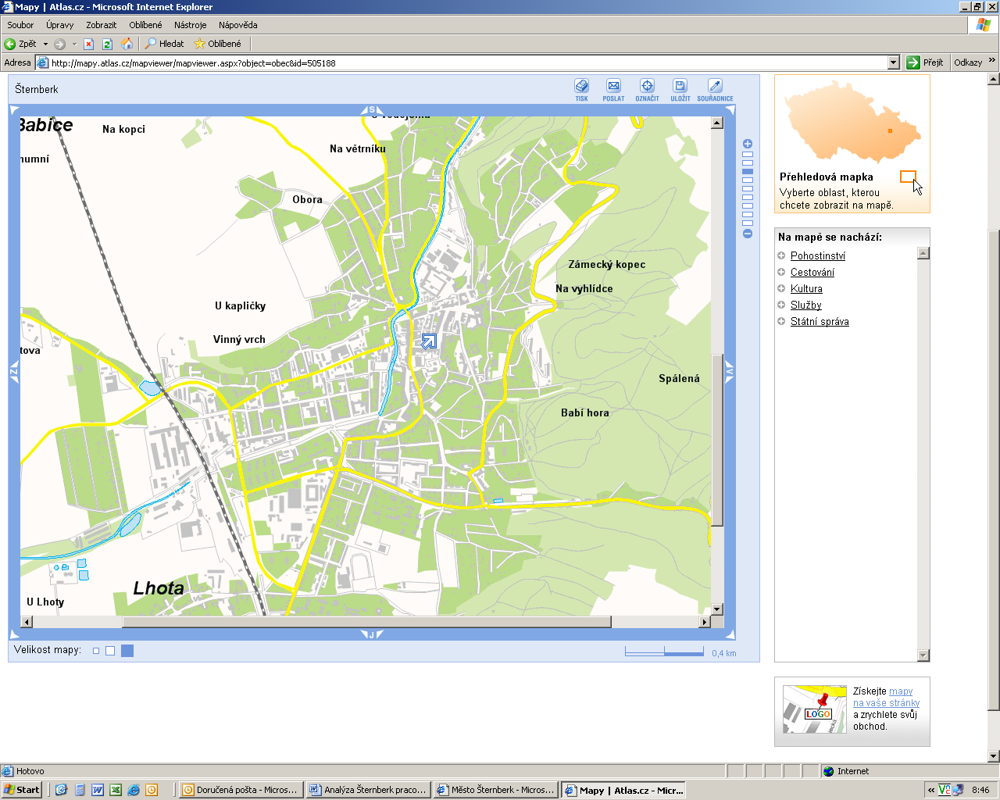 Mapy | Atlas.cz - Microsoft Internet Explorer
Soubor Úpravy Zobrazit Oblíbené Nástroje Nápověda
Zpět Hledat Oblíbené
Adresa http://mapy.atlas.cz/mapviewer/mapviewer.aspx?object=obec&id=505188 Přejít Odkazy »
Šternberk
TISK POSLAT OZNAČIT ULOŽIT SOUŘADNICE
S
Babice
Na kopci
Na větrníku
numní
Obora
Zámecký kopec
Na vyhlídce
U kapličky
Vinný vrch
tova
Z
V
Spálená
Babí hora
Lhota
U Lhoty
J
Velikost mapy:
0,4 km
Přehledová mapka
Vyberte oblast, kterou
chcete zobrazit na mapě.
Na mapě se nachází:
Pohostinství
Cestování
Kultura
Služby
Státní správa
LOGO
Získejte mapy
na vaše stránky
a zrychlete svůj
obchod.
Hotovo Internet
Start Doručená pošta - Micros... Analýza Šternberk praco... Město Šternberk - Micros... Mapy | Atlas.cz - Micr... « 8:46